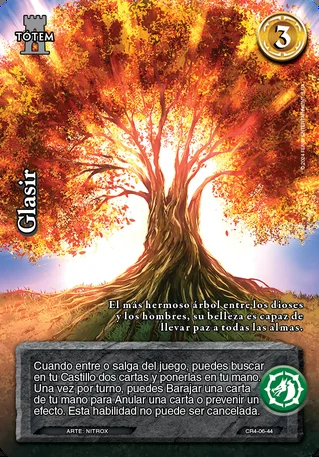 TÓTEM
3
Glasir
El más hermoso árbol entre los dioses
y los hombres, su belleza es capaz de
llevar paz a todas las almas.
Cuando entre o salga del juego, puedes buscar
en tu Castillo dos cartas y ponerlas en tu mano.
Una vez por turno, puedes Barajar una carta
de tu mano para Anular una carta o prevenir un
efecto. Esta habilidad no puede ser cancelada.
ARTE: NITROX
CR4-06-44